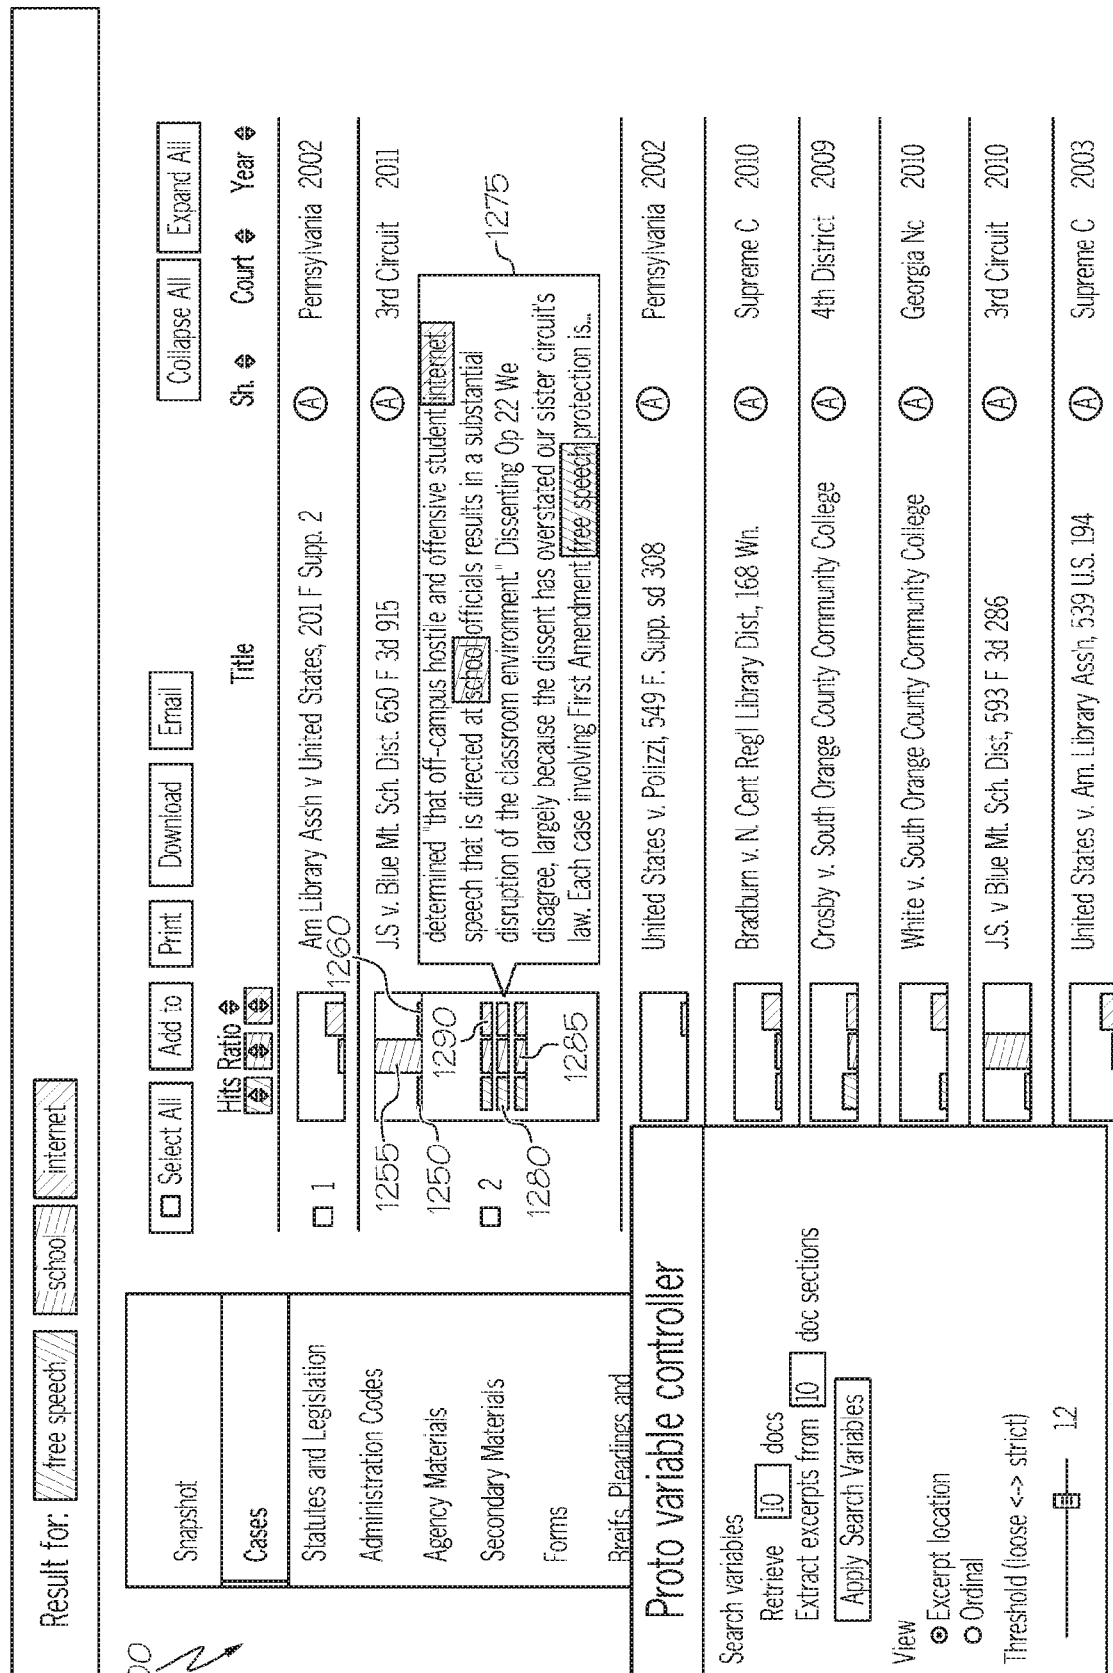 Result for: free speech school internet
Snapshot
Cases
Statutes and Legislation
Administration Codes
Agency Materials
Secondary Materials
Forms
Breifs, Pleadings and
Select All Add to Print Download Email Collapse All Expand All
Hits Ratio Title Sh. Court Year
1 Am Library Assh v United States, 201 F Supp. 2 A Pennsylvania 2002
1260
1255
1250
J.S v. Blue Mt. Sch. Dist. 650 F 3d 915 A 3rd Circuit 2011
2
1290
1280
1285
determined "that off-campus hostile and offensive student internet
speech that is directed at school officials results in a substantial
disruption of the classroom environment." Dissenting Op 22 We
disagree, largely because the dissent has overstated our sister circuit's
law. Each case involving First Amendment free speech protection is...
1275
United States v. Polizzi, 549 F. Supp. sd 308 A Pennsylvania 2002
Bradburn v. N. Cent Reg'l Library Dist, 168 Wn. A Supreme C 2010
Crosby v. South Orange County Community College A 4th District 2009
White v. South Orange County Community College A Georgia Nc 2010
J.S. v Blue Mt. Sch. Dist, 593 F 3d 286 A 3rd Circuit 2010
United States v. Am. Library Assh, 539 U.S. 194 A Supreme C 2003
Proto variable controller
Search variables
Retrieve 10 docs
Extract excerpts from 10 doc sections
Apply Search Variables
View
Excerpt location
Ordinal
Threshold (loose <--> strict)
12